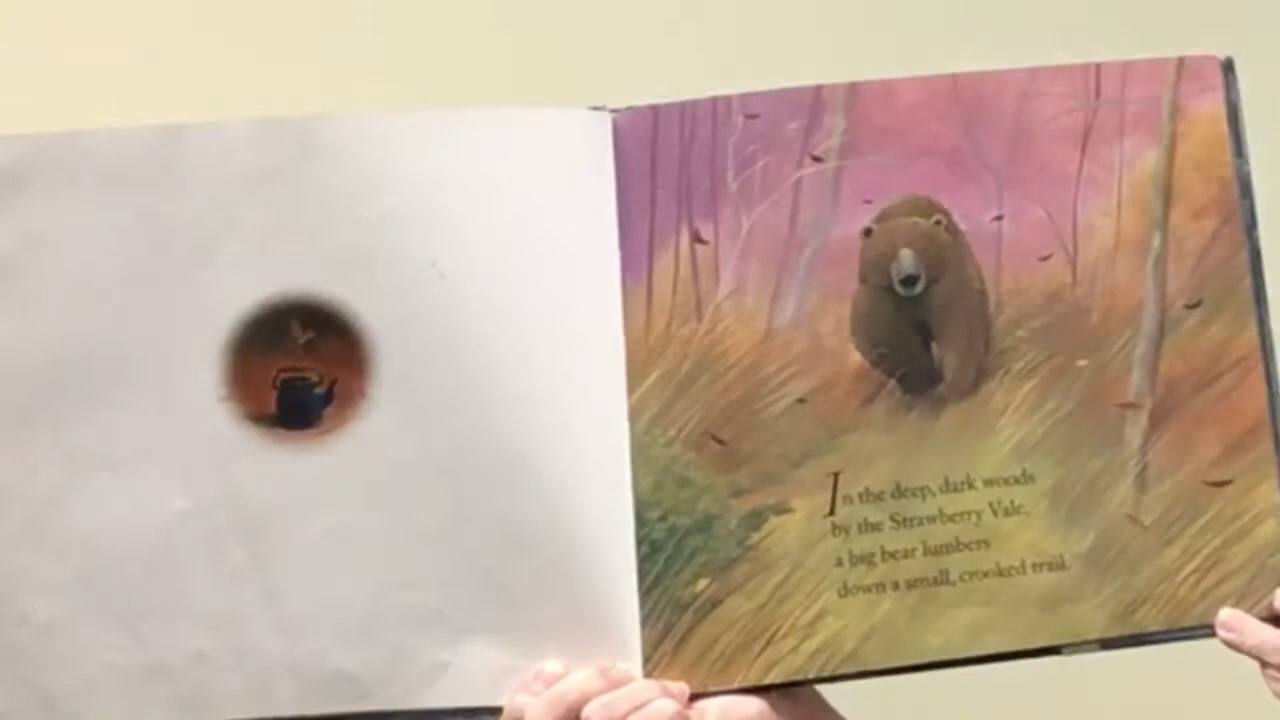 In the deep, dark woods
by the Strawberry Vale,
a big bear lumbers
down a small, crooked trail.